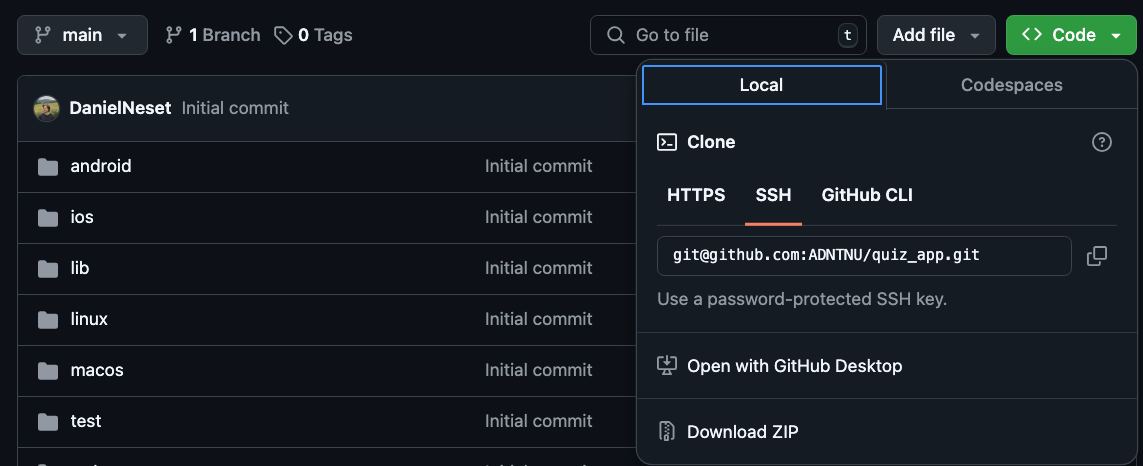 main 1 Branch 0 Tags Go to file t Add file Code
DanielNeset Initial commit
android Initial commit
ios Initial commit
lib Initial commit
linux Initial commit
macos Initial commit
test Initial commit
Local Codespaces
Clone
HTTPS SSH GitHub CLI
git@github.com:ADNTNU/quiz_app.git
Use a password-protected SSH key.
Open with GitHub Desktop
Download ZIP